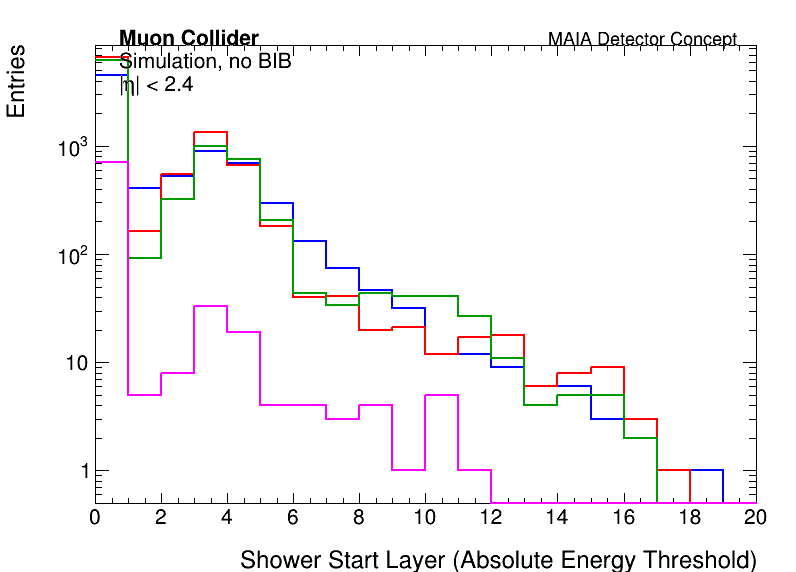 Muon Collider
MAIA Detector Concept
Simulation, no BIB
|η| < 2.4
Entries
10³
10²
10
1
0 2 4 6 8 10 12 14 16 18 20
Shower Start Layer (Absolute Energy Threshold)